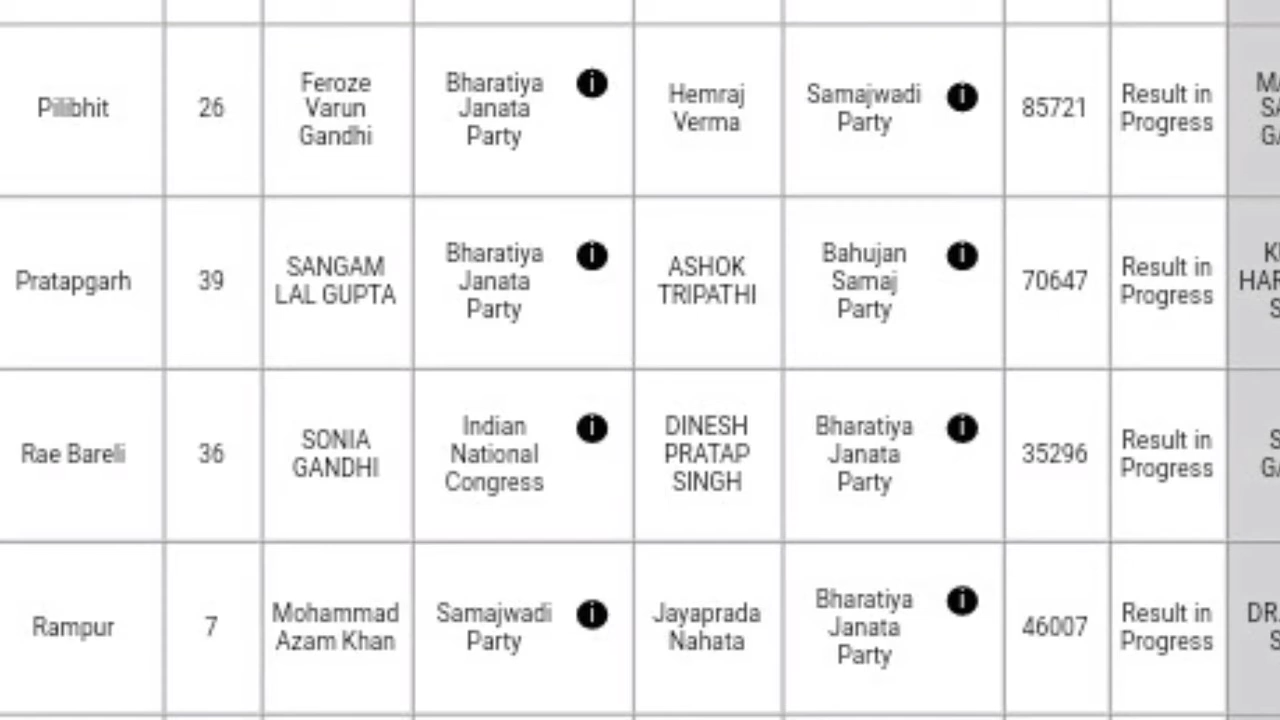 Pilibhit
26
Feroze
Varun
Gandhi
Bharatiya
Janata
Party
i
Hemraj
Verma
Samajwadi
Party
i
85721
Result in
Progress
Pratapgarh
39
SANGAM
LAL GUPTA
Bharatiya
Janata
Party
i
ASHOK
TRIPATHI
Bahujan
Samaj
Party
i
70647
Result in
Progress
Rae Bareli
36
SONIA
GANDHI
Indian
National
Congress
i
DINESH
PRATAP
SINGH
Bharatiya
Janata
Party
i
35296
Result in
Progress
Rampur
7
Mohammad
Azam Khan
Samajwadi
Party
i
Jayaprada
Nahata
Bharatiya
Janata
Party
i
46007
Result in
Progress
DR.